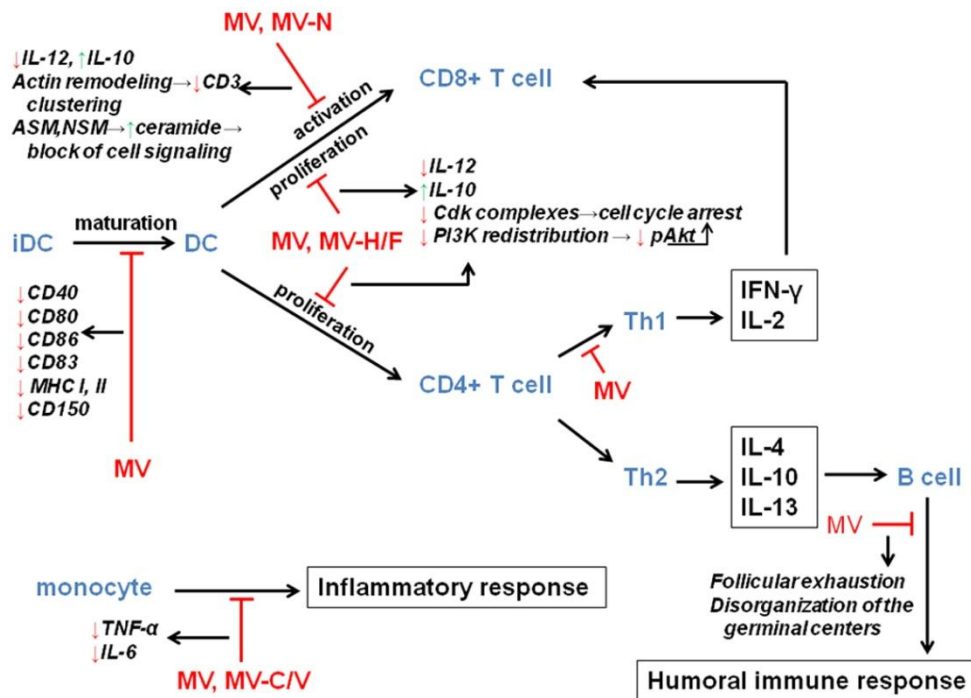 MV, MV-N
↓IL-12, ↑IL-10
Actin remodeling→↓CD3
clustering
ASM,NSM→↑ceramide→
block of cell signaling
CD8+ T cell
activation
proliferation
↓IL-12
↑IL-10
↓Cdk complexes→cell cycle arrest
↓PI3K redistribution→↓pAkt
maturation
iDC
DC
MV, MV-H/F
proliferation
↓CD40
↓CD80
↓CD86
↓CD83
↓MHC I, II
↓CD150
MV
CD4+ T cell
Th1
IFN-γ
IL-2
MV
Th2
IL-4
IL-10
IL-13
B cell
MV
Follicular exhaustion
Disorganization of the
germinal centers
Humoral immune response
monocyte
Inflammatory response
↓TNF-α
↓IL-6
MV, MV-C/V